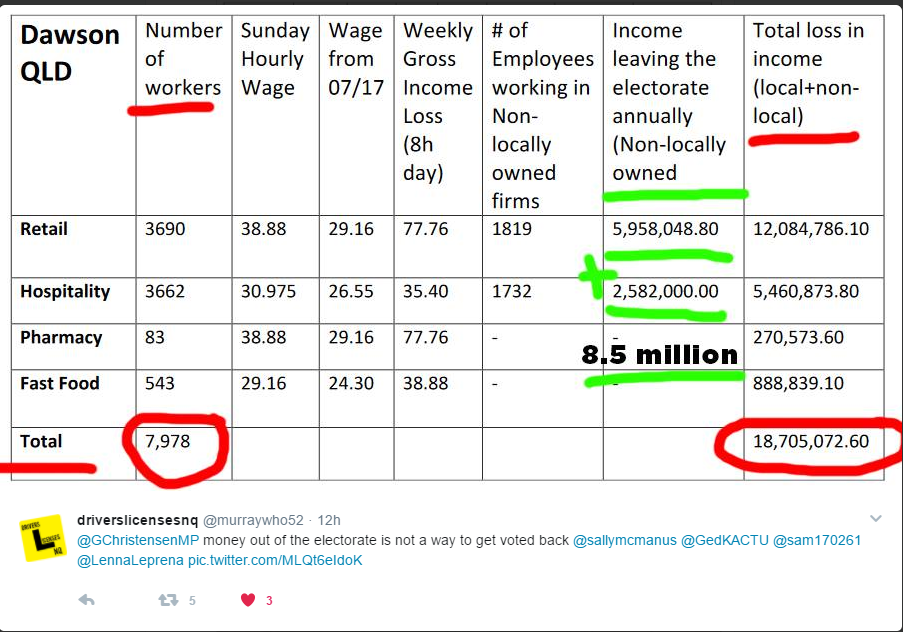 Dawson QLD | Number of workers | Sunday Hourly Wage | Wage from 07/17 | Weekly Gross Income Loss (8h day) | # of Employees working in Non-locally owned firms | Income leaving the electorate annually (Non-locally owned | Total loss in income (local+non-local)
Retail | 3690 | 38.88 | 29.16 | 77.76 | 1819 | 5,958,048.80 | 12,084,786.10
+
Hospitality | 3662 | 30.975 | 26.55 | 35.40 | 1732 | 2,582,000.00 | 5,460,873.80
Pharmacy | 83 | 38.88 | 29.16 | 77.76 | - | - | 270,573.60
8.5 million
Fast Food | 543 | 29.16 | 24.30 | 38.88 | - | - | 888,839.10
Total | 7,978 | 18,705,072.60
DRIVERS
L
ICENSES
NQ
driverslicensesnq @murraywho52 · 12h
@GChristensenMP money out of the electorate is not a way to get voted back @sallymcmanus @GedKACTU @sam170261
@LennaLeprena pic.twitter.com/MLQt6eIdoK
5 3